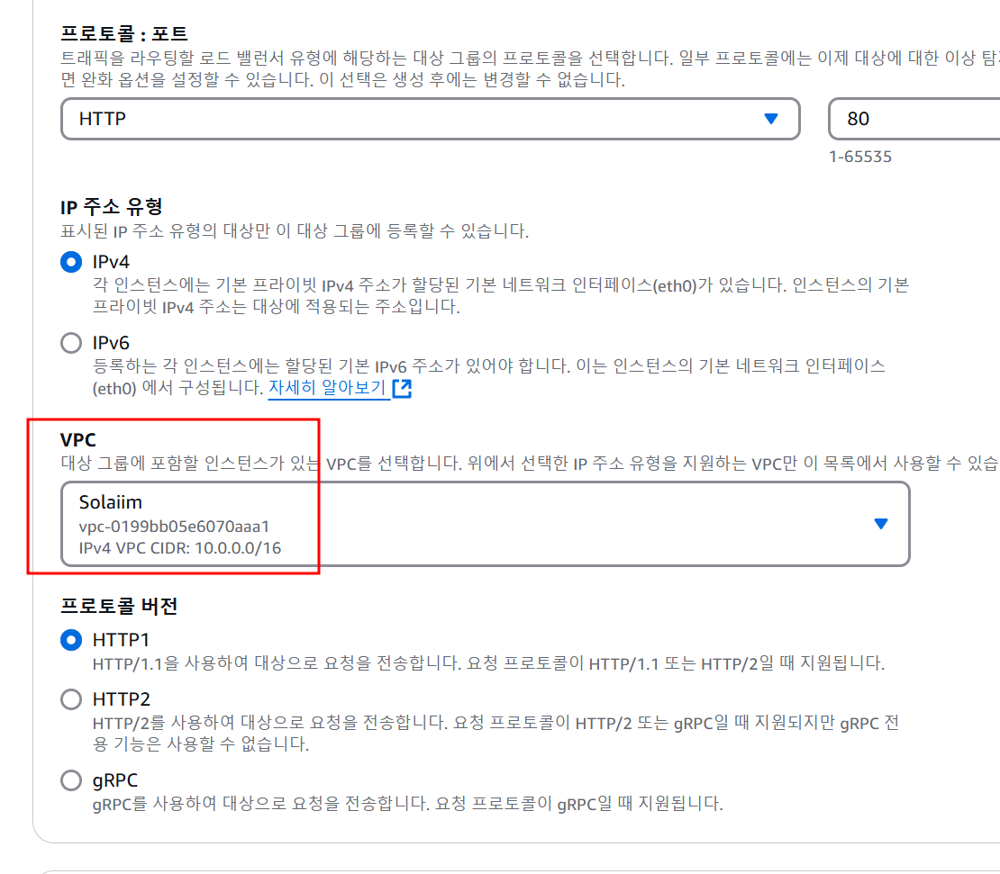 프로토콜 : 포트
트래픽을 라우팅할 로드 밸런서 유형에 해당하는 대상 그룹의 프로토콜을 선택합니다. 일부 프로토콜에는 이제 대상에 대한 이상 탐
면 완화 옵션을 설정할 수 있습니다. 이 선택은 생성 후에는 변경할 수 없습니다.
HTTP
80
1-65535
IP 주소 유형
표시된 IP 주소 유형의 대상만 이 대상 그룹에 등록할 수 있습니다.
IPv4
각 인스턴스에는 기본 프라이빗 IPv4 주소가 할당된 기본 네트워크 인터페이스(eth0)가 있습니다. 인스턴스의 기본
프라이빗 IPv4 주소는 대상에 적용되는 주소입니다.
IPv6
등록하는 각 인스턴스에는 할당된 기본 IPv6 주소가 있어야 합니다. 이는 인스턴스의 기본 네트워크 인터페이스
(eth0) 에서 구성됩니다. 자세히 알아보기
VPC
대상 그룹에 포함할 인스턴스가 있는 VPC를 선택합니다. 위에서 선택한 IP 주소 유형을 지원하는 VPC만 이 목록에서 사용할 수 있습
Solaiim
vpc-0199bb05e6070aaa1
IPv4 VPC CIDR: 10.0.0.0/16
프로토콜 버전
HTTP1
HTTP/1.1을 사용하여 대상으로 요청을 전송합니다. 요청 프로토콜이 HTTP/1.1 또는 HTTP/2일 때 지원됩니다.
HTTP2
HTTP/2를 사용하여 대상으로 요청을 전송합니다. 요청 프로토콜이 HTTP/2 또는 gRPC일 때 지원되지만 gRPC 전
용 기능은 사용할 수 없습니다.
gRPC
gRPC를 사용하여 대상으로 요청을 전송합니다. 요청 프로토콜이 gRPC일 때 지원됩니다.